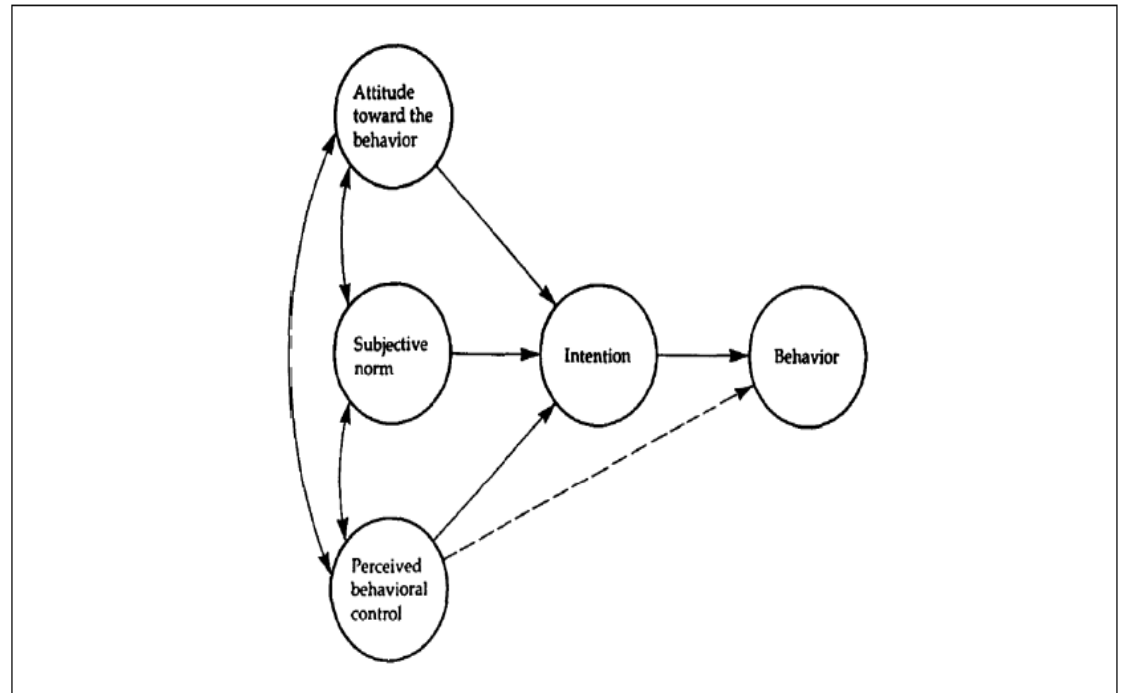 Attitude
toward the
behavior
Subjective
norm
Intention
Behavior
Perceived
behavioral
control